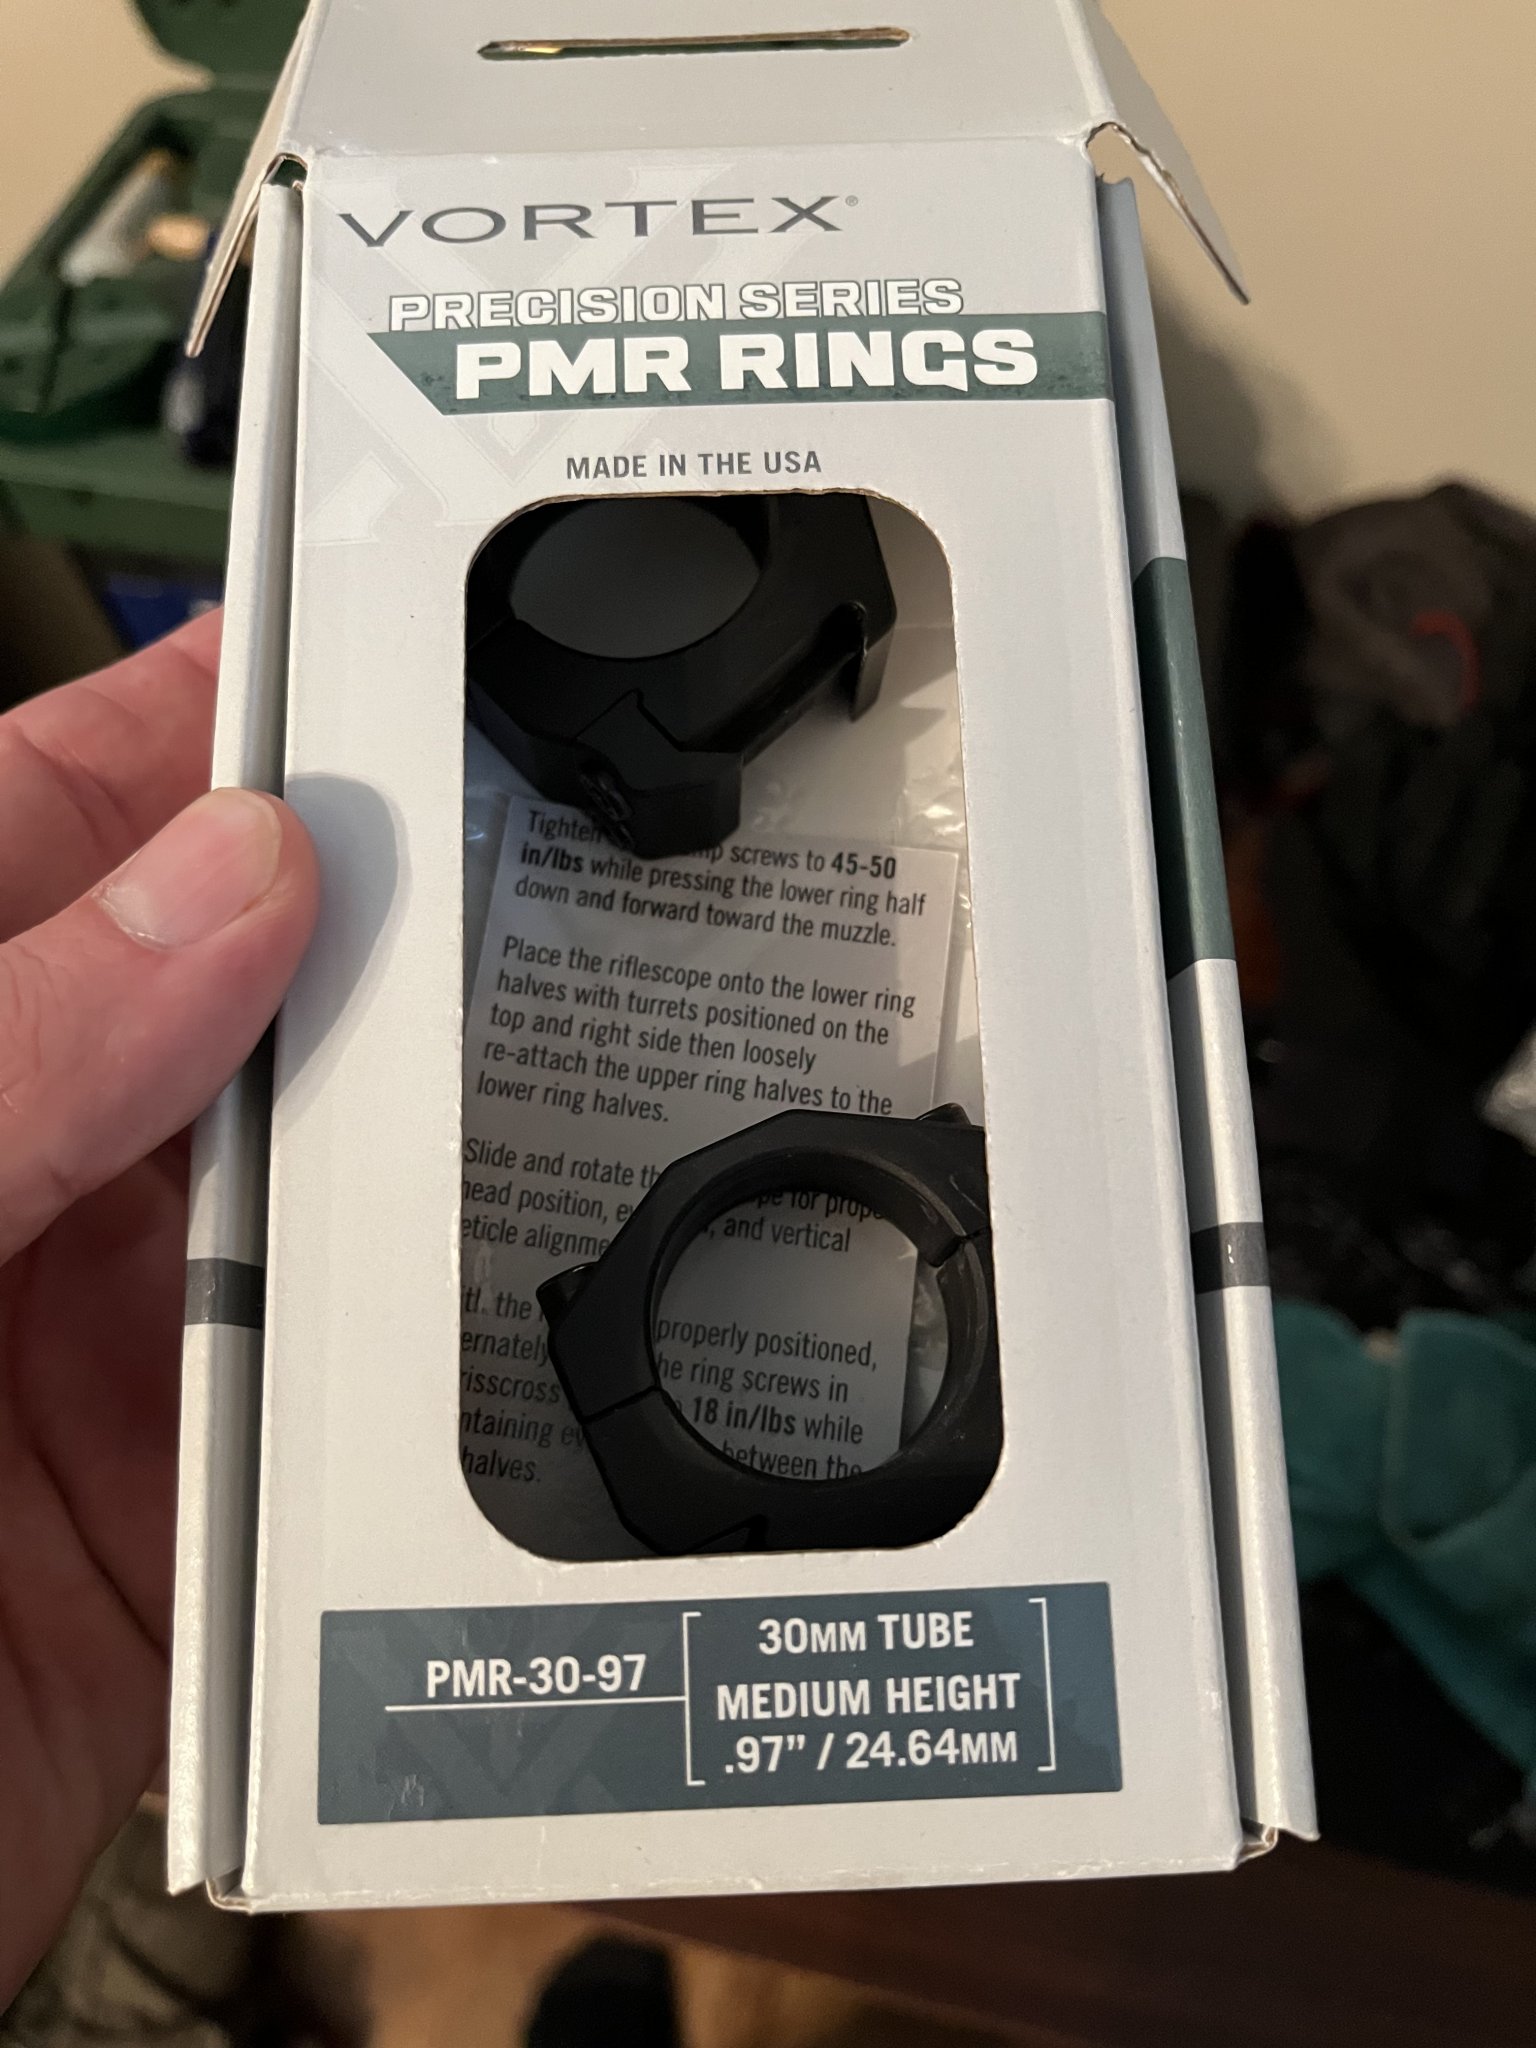 VORTEX®
PRECISION SERIES
PMR RINGS
MADE IN THE USA
Tighten screws to 45-50
in/lbs while pressing the lower ring half
down and forward toward the muzzle.
Place the riflescope onto the lower ring
halves with turrets positioned on the
top and right side then loosely
re-attach the upper ring halves to the
lower ring halves.
Slide and rotate for
head position, and vertical
alignme
the properly positioned,
ring screws in
18 in/lbs while
between the
halves.
PMR-30-97
30MM TUBE
MEDIUM HEIGHT
.97” / 24.64MM